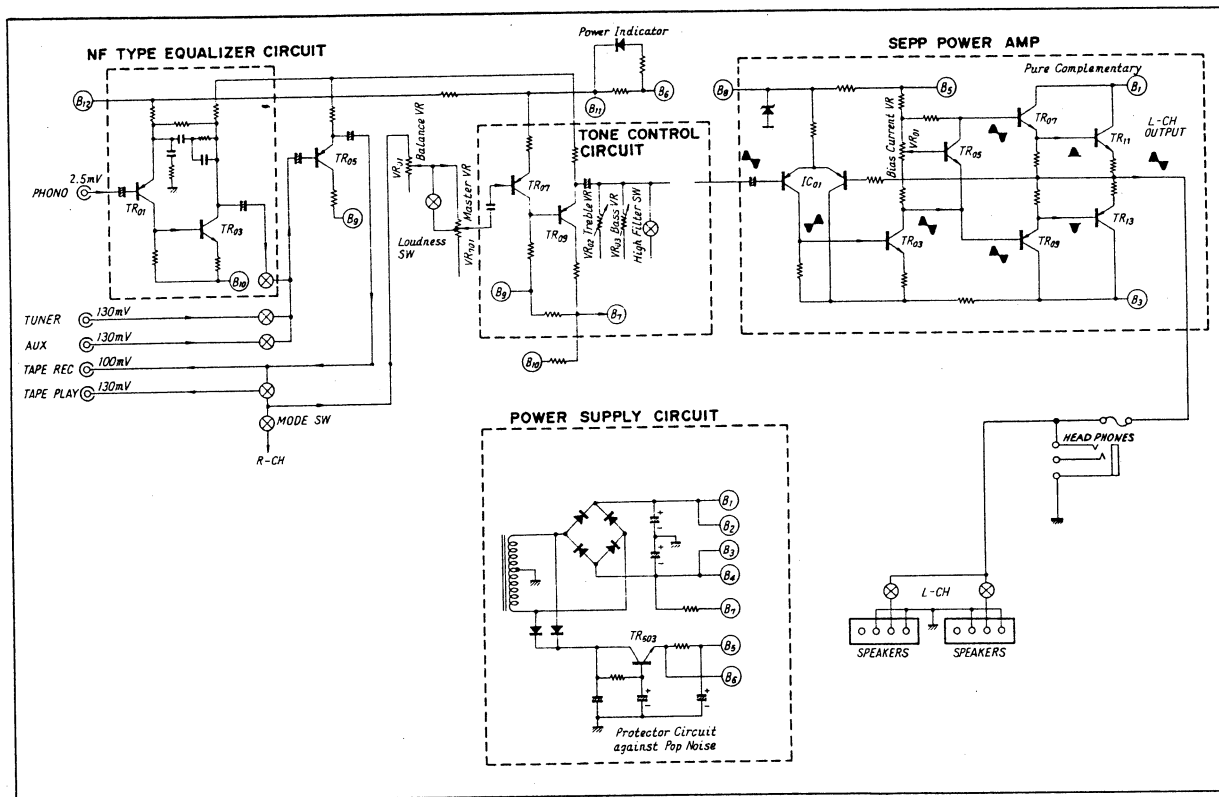 NF TYPE EQUALIZER CIRCUIT
Power Indicator
SEPP POWER AMP
Pure Complementary
B12
B11
B6
B8
B5
B1
L-CH
OUTPUT
TONE CONTROL
CIRCUIT
Bias Current VR
VR01
TR05
TR07
TR11
PHONO
2.5mV
TR01
TR03
TR05
B9
B10
VR701
Balance VR
Master VR
VR701
Loudness
SW
TR07
TR09
VR02 Treble VR
VR03 Bass VR
High Filter SW
B9
B7
B10
IC01
TR03
TR09
TR13
B3
TUNER
130mV
AUX
130mV
TAPE REC
100mV
TAPE PLAY
130mV
MODE SW
R-CH
POWER SUPPLY CIRCUIT
HEAD PHONES
B1
B2
B3
B4
B7
TR503
B5
B6
+
-
+
-
+
-
+
-
Protector Circuit
against Pop Noise
L-CH
SPEAKERS
SPEAKERS